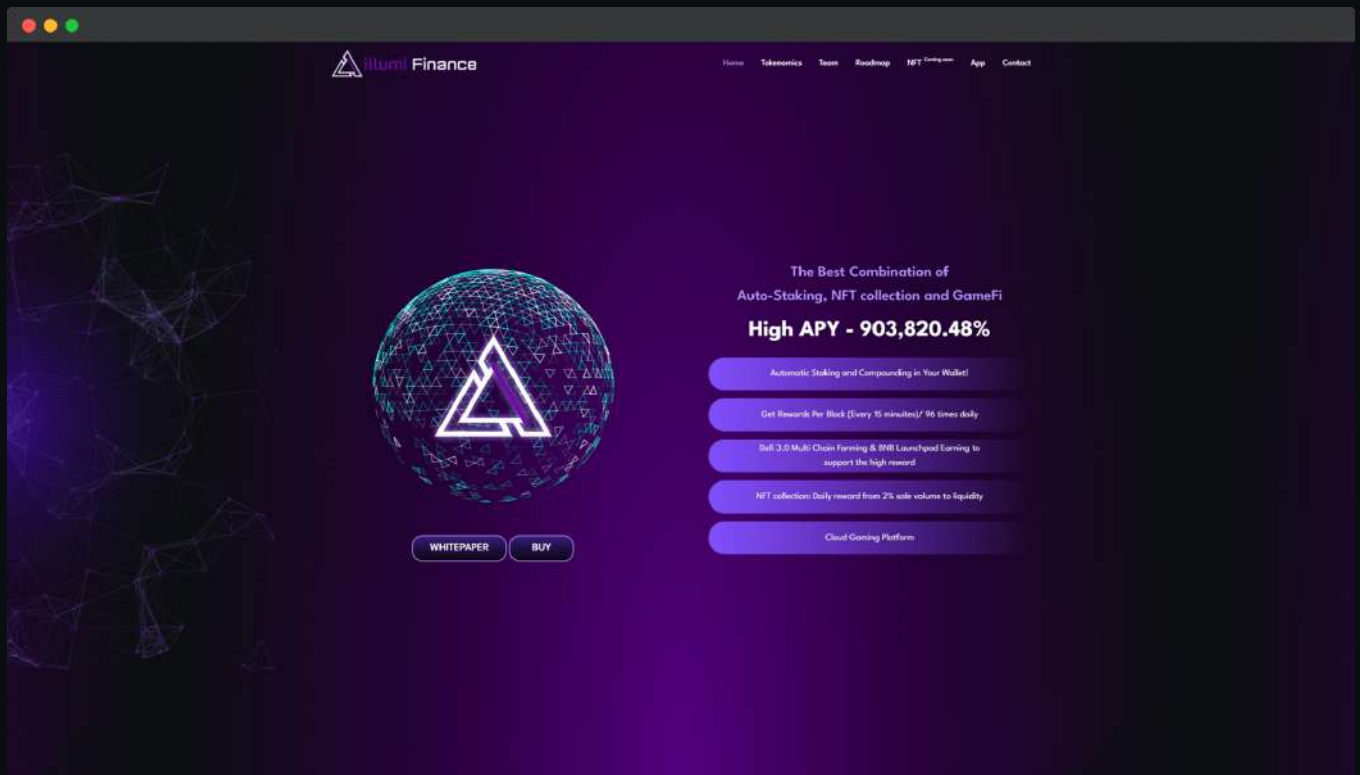 illumi Finance
Home Tokenomics Team Roadmap NFT Coming soon App Contact
The Best Combination of
Auto-Staking, NFT collection and GameFi
High APY - 903,820.48%
Automatic Staking and Compounding in Your Wallet!
Get Rewards Per Block (Every 15 minuites)/ 96 times daily
Defi 3.0 Multi Chain Farming & BNB Launchpad Earning to
support the high reward
NFT collection: Daily reward from 2% sale volume to liquidity
Cloud Gaming Platform
WHITEPAPER BUY